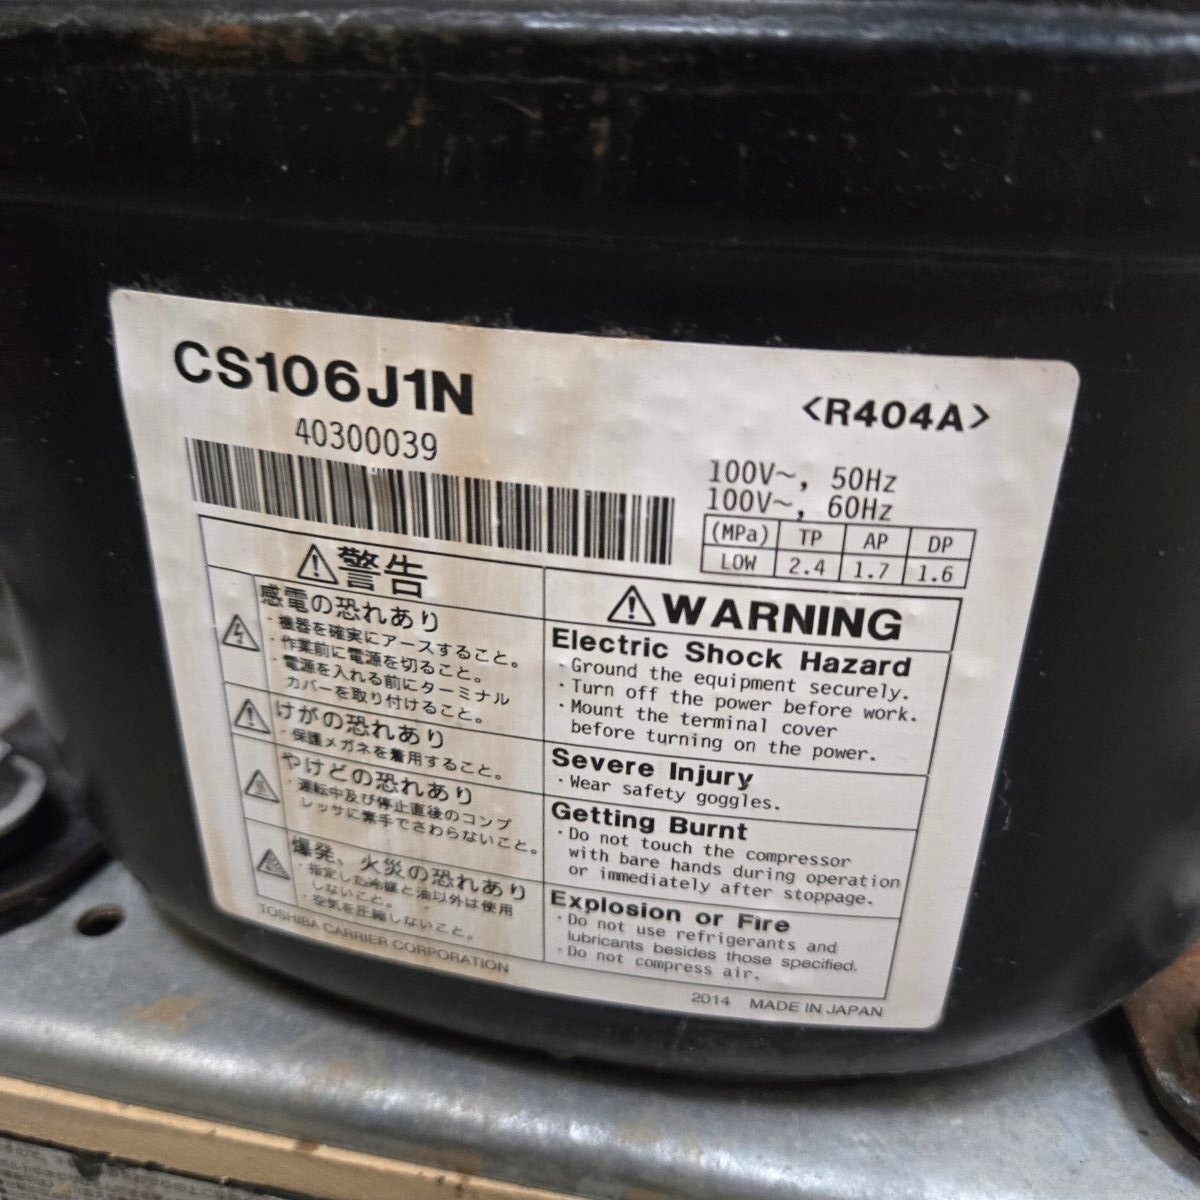 CS106J1N
<R404A>
40300039
100V~, 50Hz
100V~, 60Hz
(MPa) TP AP DP
LOW 2.4 1.7 1.6
警告
感電の恐れあり
・機器を確実にアースすること。
・作業前に電源を切ること。
・電源を入れる前にターミナル
カバーを取り付けること。
けがの恐れあり
・保護メガネを着用すること。
やけどの恐れあり
・運転中及び停止直後のコンプ
レッサに素手でさわらないこと。
爆発、火災の恐れあり
・指定した冷媒と油以外は使用
しないこと。
・空気を圧縮しないこと。
WARNING
Electric Shock Hazard
・Ground the equipment securely.
・Turn off the power before work.
・Mount the terminal cover
before turning on the power.
Severe Injury
・Wear safety goggles.
Getting Burnt
・Do not touch the compressor
with bare hands during operation
or immediately after stoppage.
Explosion or Fire
・Do not use refrigerants and
lubricants besides those specified.
・Do not compress air.
TOSHIBA CARRIER CORPORATION
2014 MADE IN JAPAN